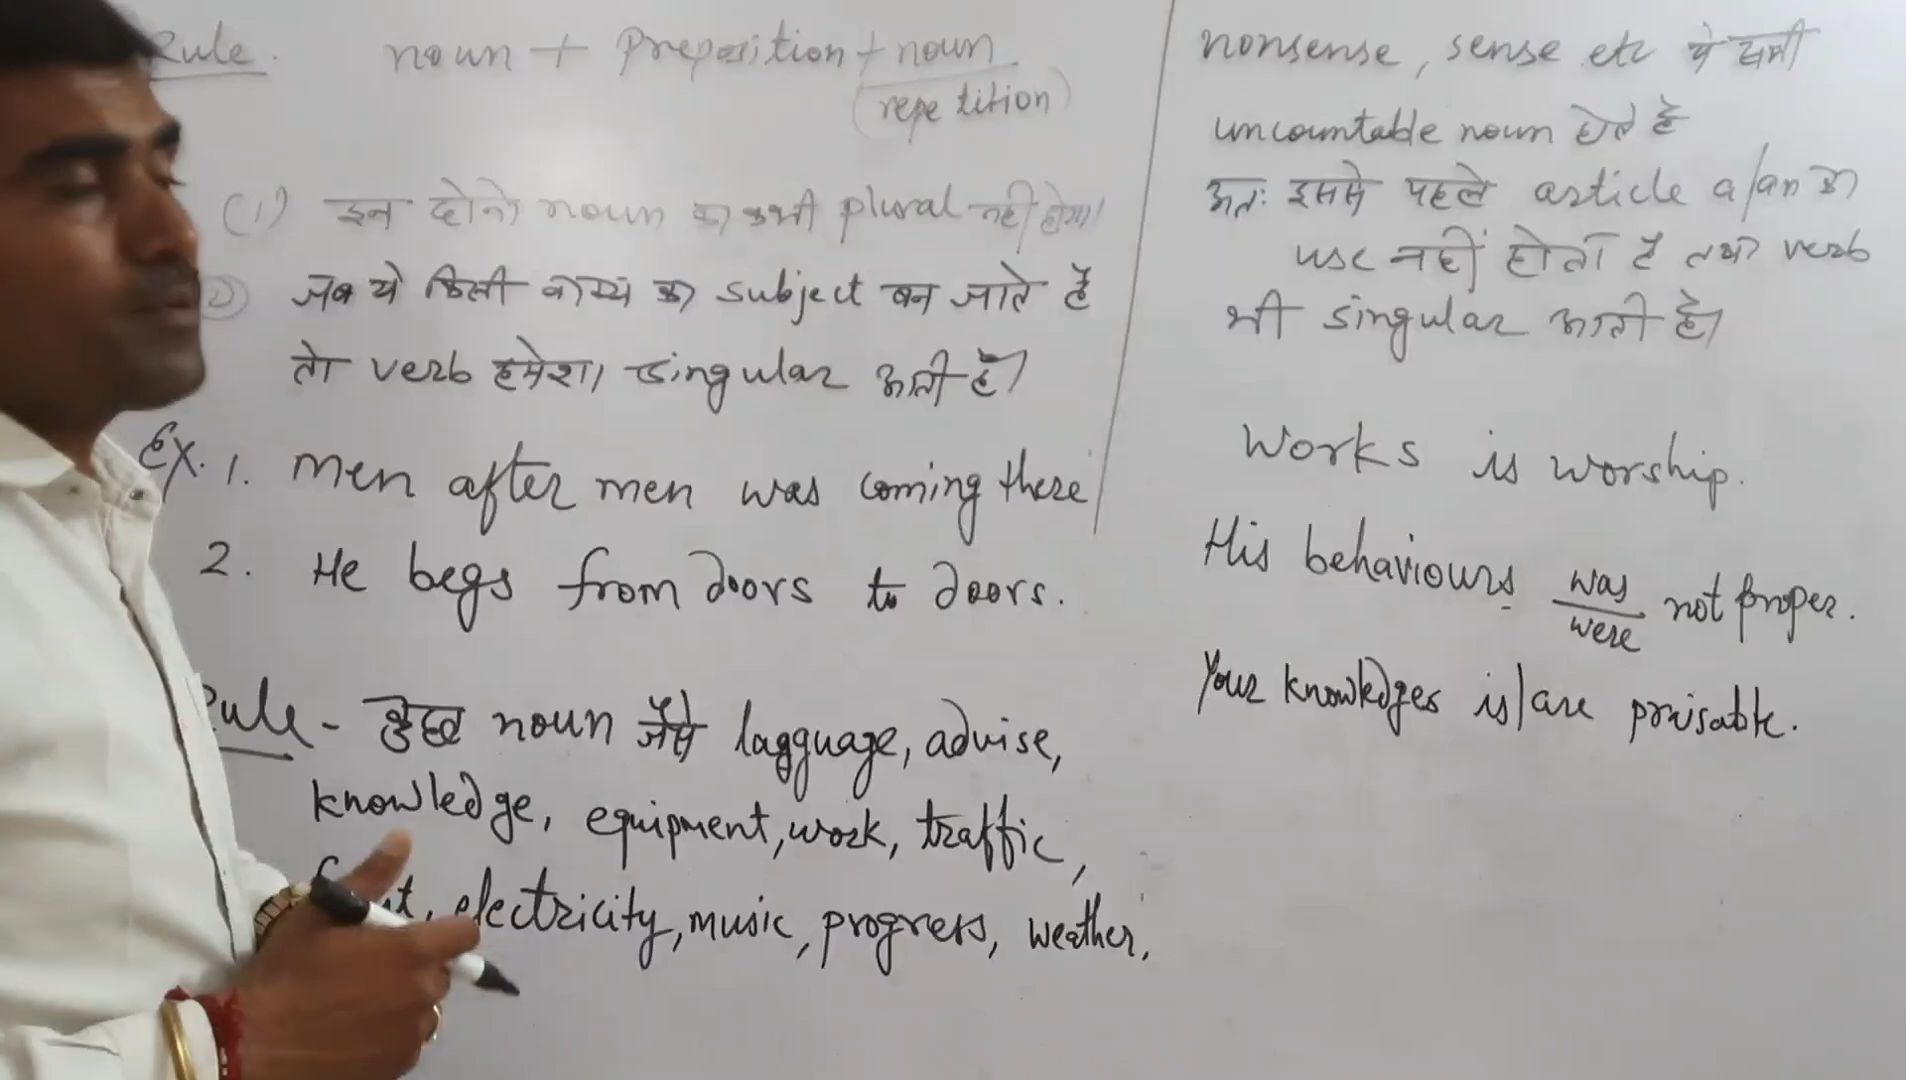 Rule. noun + Preposition + noun
(repetition)
(1) इन दोनो noun का कभी plural नही होगा।
(2) जब ये किसी वाक्य का subject बन जाते हैं
तो verb हमेशा singular आती है।
Ex. 1. Men after men was coming there
2. He begs from doors to doors.
Rule - कुछ noun जैसे lagguage, advise,
knowledge, equipment, work, traffic,
electricity, music, progress, weather,
nonsense, sense etc ये सभी
uncountable noun होते है
अतः इससे पहले article a/an का
use नहीं होता है तथा verb
भी singular आती है।
Works is worship.
His behaviours was not proper.
were
Your knowledges is/are praisable.